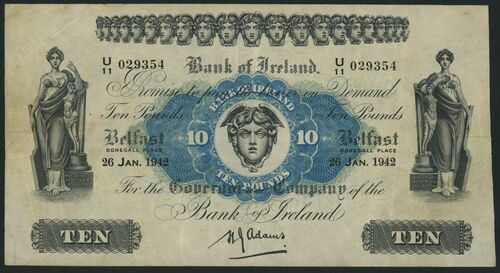 U/11 029354 Bank of Ireland. U/11 029354
I Promise to pay the Bearer on Demand
Ten Pounds BANK OF IRELAND Ten Pounds
Belfast 10 10 Belfast
DONEGALL PLACE DONEGALL PLACE
26 JAN. 1942 TEN POUNDS 26 JAN. 1942
For the Governor & Company of the
Bank of Ireland
TEN H J Adams. TEN